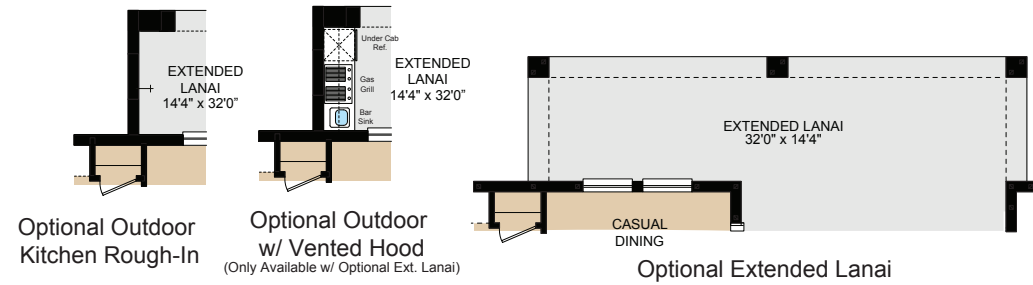 EXTENDED
LANAI
14'4" x 32'0"
Optional Outdoor
Kitchen Rough-In
Under Cab
Ref.
Gas
Grill
Bar
Sink
EXTENDED
LANAI
14'4" x 32'0"
Optional Outdoor
w/ Vented Hood
(Only Available w/ Optional Ext. Lanai)
EXTENDED LANAI
32'0" x 14'4"
CASUAL
DINING
Optional Extended Lanai